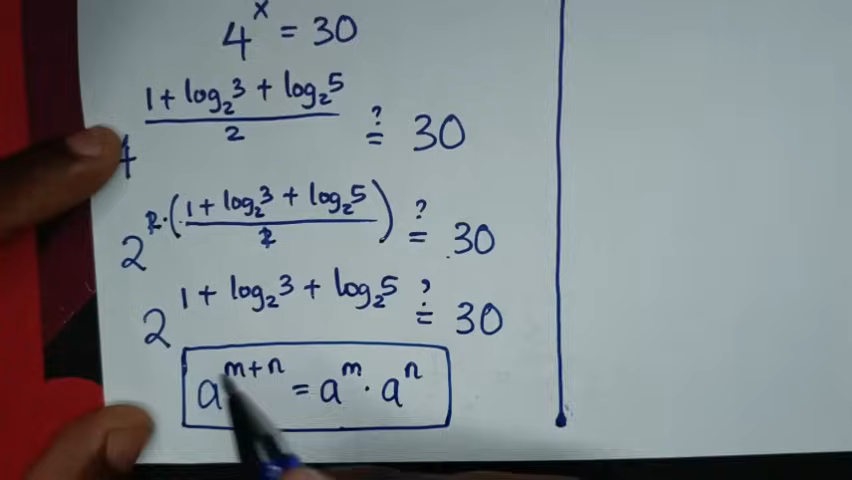 4^x = 30
4^((1 + log₂3 + log₂5)/2) ?= 30
2^(2·((1 + log₂3 + log₂5)/2)) ?= 30
2^(1 + log₂3 + log₂5) ?= 30
a^(m+n) = a^m · a^n